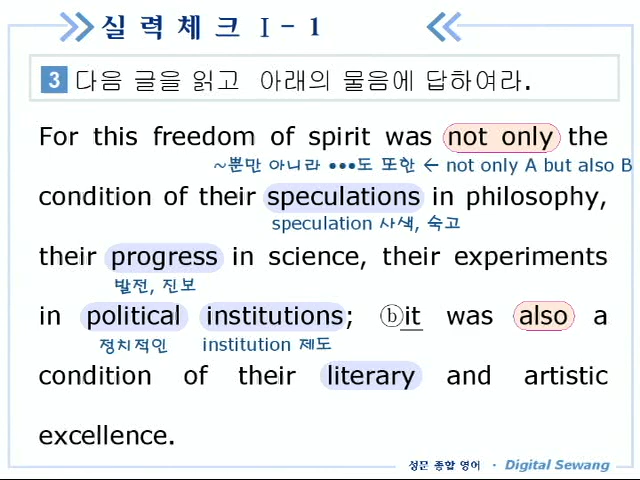 실 력 체 크 Ⅰ - 1
3 다음 글을 읽고 아래의 물음에 답하여라.
For this freedom of spirit was not only the
~뿐만 아니라 •••도 또한 ← not only A but also B
condition of their speculations in philosophy,
speculation 사색, 숙고
their progress in science, their experiments
발전, 진보
in political institutions; ⓑit was also a
정치적인 institution 제도
condition of their literary and artistic
excellence.
성문 종합 영어 · Digital Sewang